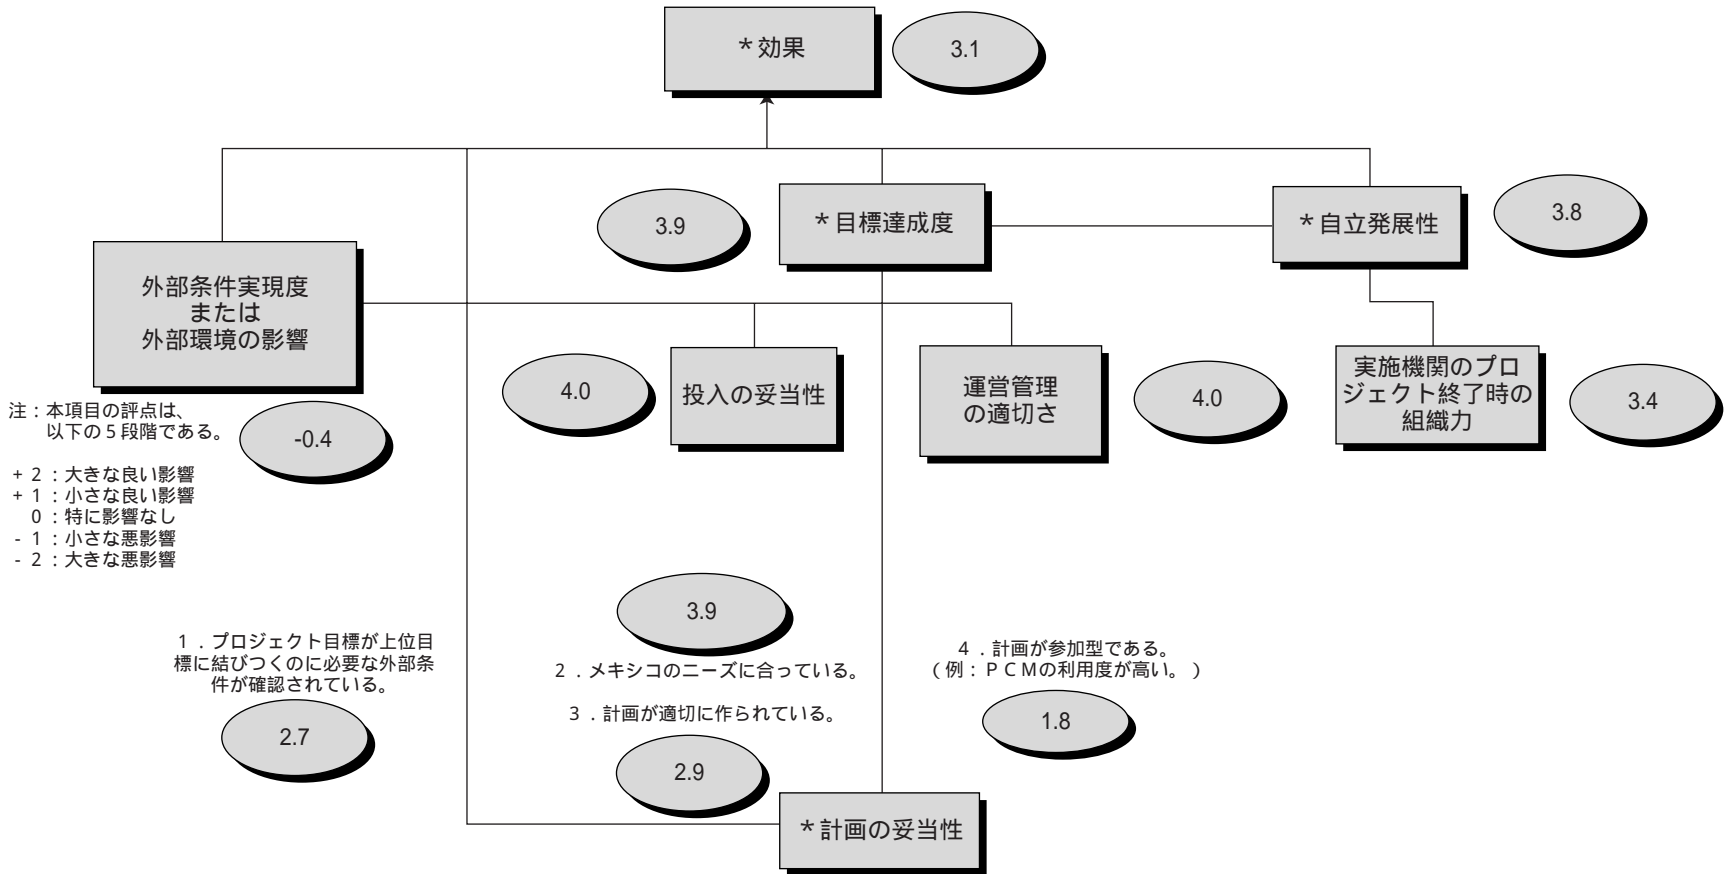 ＊効果
3.1
3.9
＊目標達成度
＊自立発展性
3.8
外部条件実現度
または
外部環境の影響
4.0
投入の妥当性
運営管理
の適切さ
4.0
実施機関のプロ
ジェクト終了時の
組織力
3.4
注：本項目の評点は、
以下の５段階である。
-0.4
+ 2：大きな良い影響
+ 1：小さな良い影響
0：特に影響なし
- 1：小さな悪影響
- 2：大きな悪影響
1．プロジェクト目標が上位目
標に結びつくのに必要な外部条
件が確認されている。
2.7
3.9
2．メキシコのニーズに合っている。
3．計画が適切に作られている。
2.9
4．計画が参加型である。
（例：ＰＣＭの利用度が高い。）
1.8
＊計画の妥当性